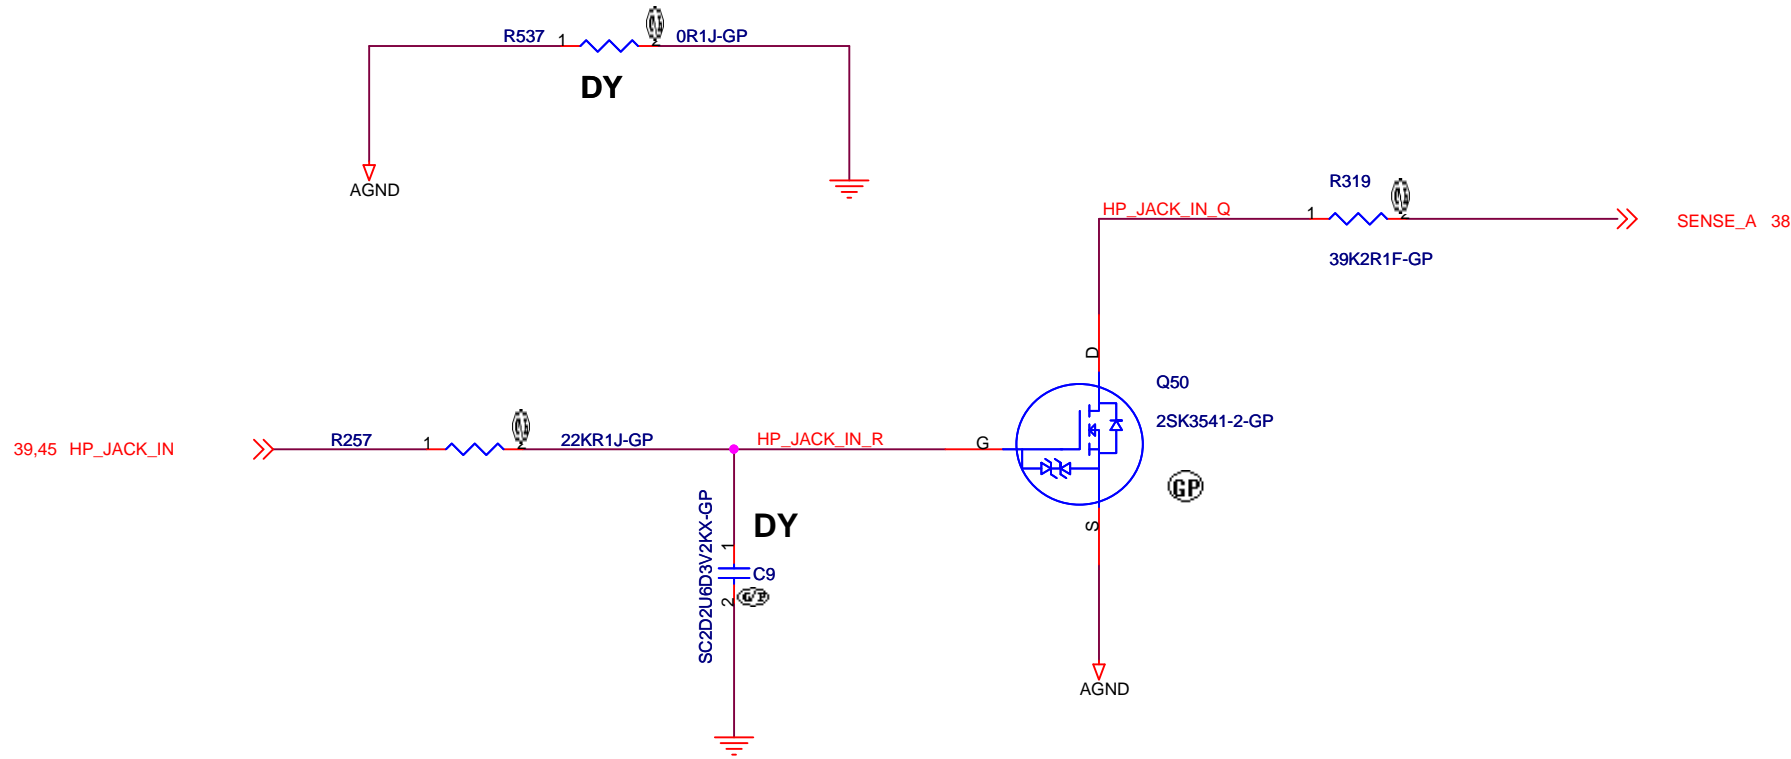 R537 1 2 0R1J-GP
DY
AGND
R319
HP_JACK_IN_Q 1 2 SENSE_A 38
39K2R1F-GP
D
Q50
2SK3541-2-GP
39,45 HP_JACK_IN R257 1 2 22KR1J-GP HP_JACK_IN_R G
GP
S
SC2D2U6D3V2KX-GP
DY
1
C9
2 G/P
AGND